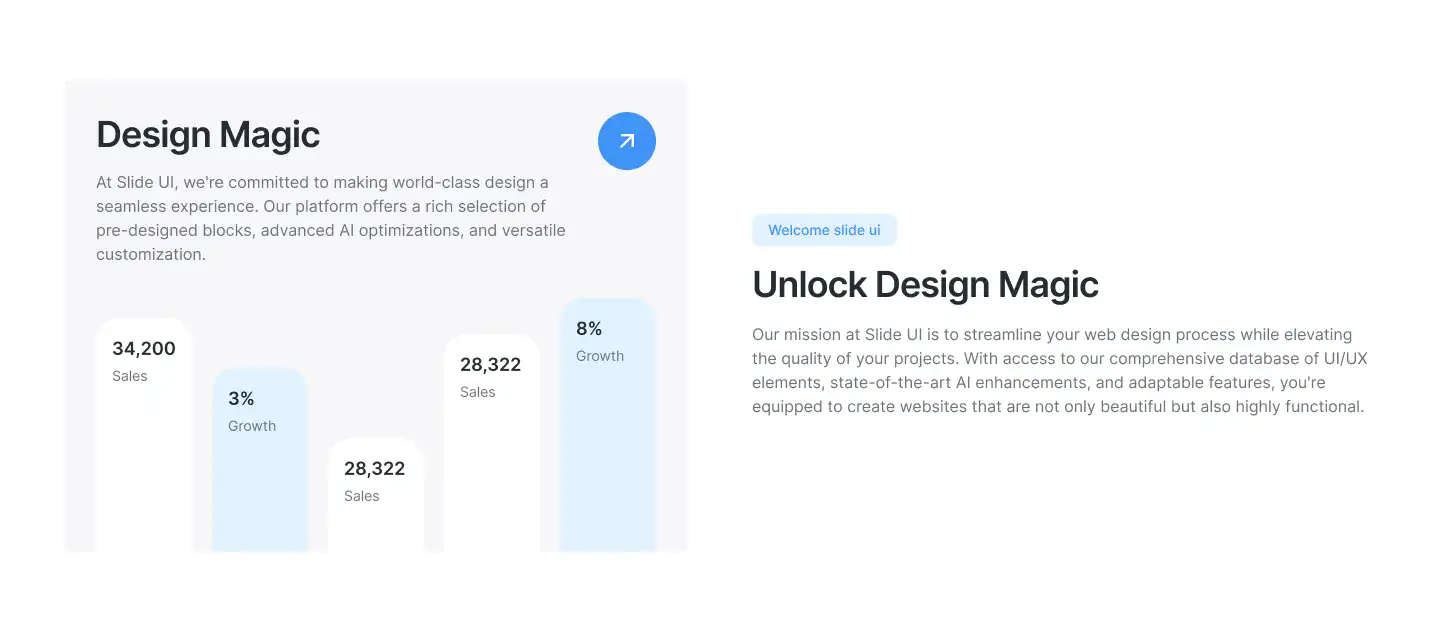 Design Magic
At Slide UI, we're committed to making world-class design a
seamless experience. Our platform offers a rich selection of
pre-designed blocks, advanced AI optimizations, and versatile
customization.
34,200
Sales
3%
Growth
28,322
Sales
28,322
Sales
8%
Growth
Welcome slide ui
Unlock Design Magic
Our mission at Slide UI is to streamline your web design process while elevating
the quality of your projects. With access to our comprehensive database of UI/UX
elements, state-of-the-art AI enhancements, and adaptable features, you're
equipped to create websites that are not only beautiful but also highly functional.